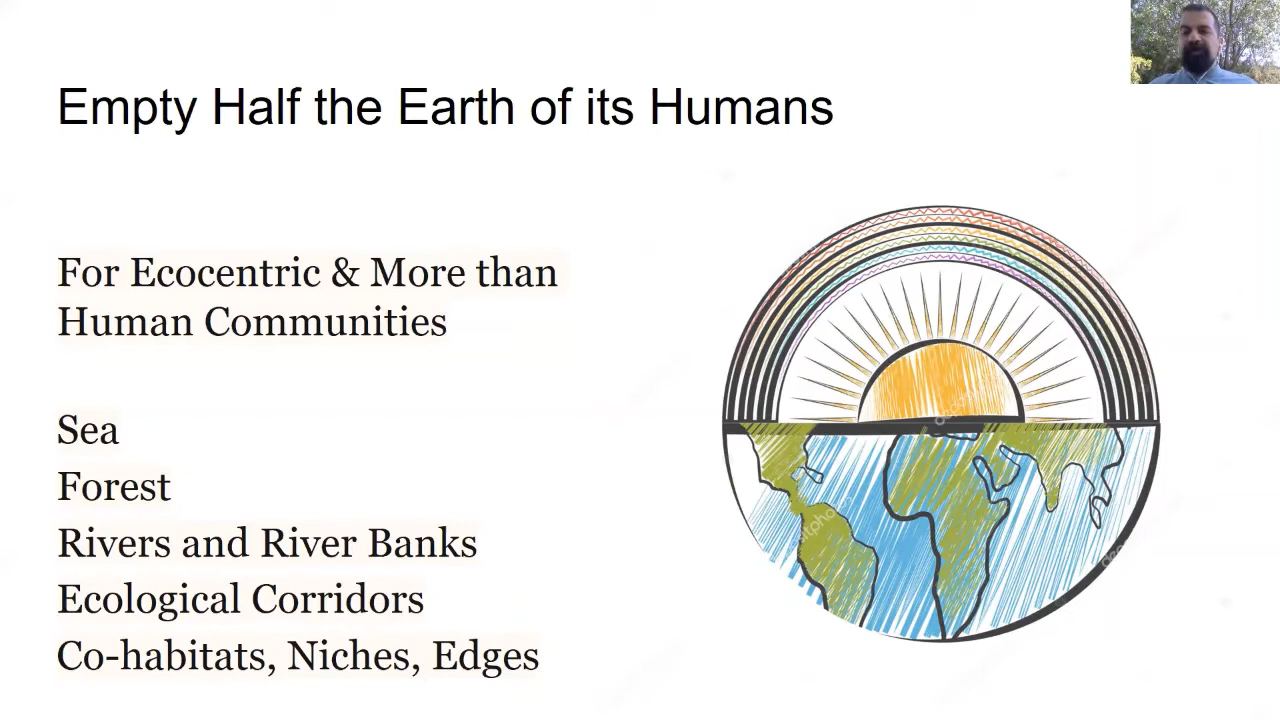 Empty Half the Earth of its Humans
For Ecocentric & More than
Human Communities
Sea
Forest
Rivers and River Banks
Ecological Corridors
Co-habitats, Niches, Edges